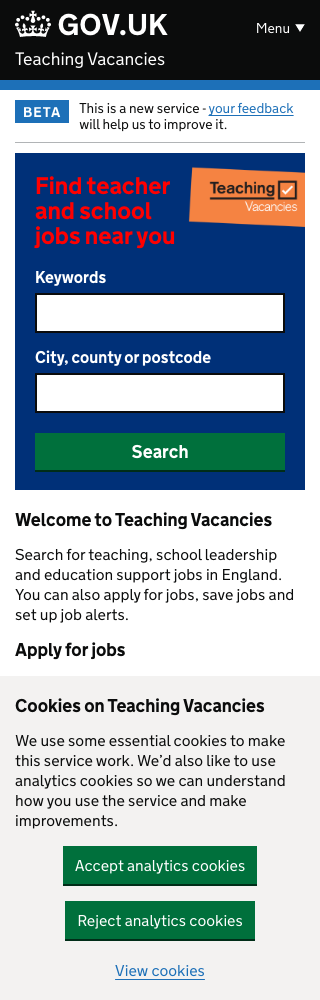 GOV.UK
Menu ▼
Teaching Vacancies
BETA
This is a new service - your feedback
will help us to improve it.
Find teacher
and school
jobs near you
Teaching
Vacancies
Keywords
City, county or postcode
Search
Welcome to Teaching Vacancies
Search for teaching, school leadership
and education support jobs in England.
You can also apply for jobs, save jobs and
set up job alerts.
Apply for jobs
Cookies on Teaching Vacancies
We use some essential cookies to make
this service work. We’d also like to use
analytics cookies so we can understand
how you use the service and make
improvements.
Accept analytics cookies
Reject analytics cookies
View cookies